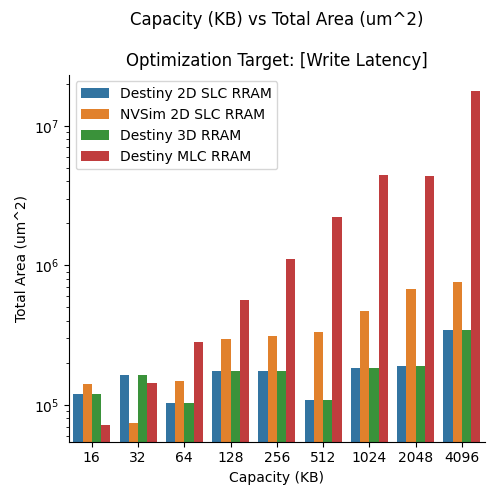 Capacity (KB) vs Total Area (um^2)
Optimization Target: [Write Latency]
Destiny 2D SLC RRAM
NVSim 2D SLC RRAM
Destiny 3D RRAM
Destiny MLC RRAM
Total Area (um^2)
10^7
10^6
10^5
16 32 64 128 256 512 1024 2048 4096
Capacity (KB)